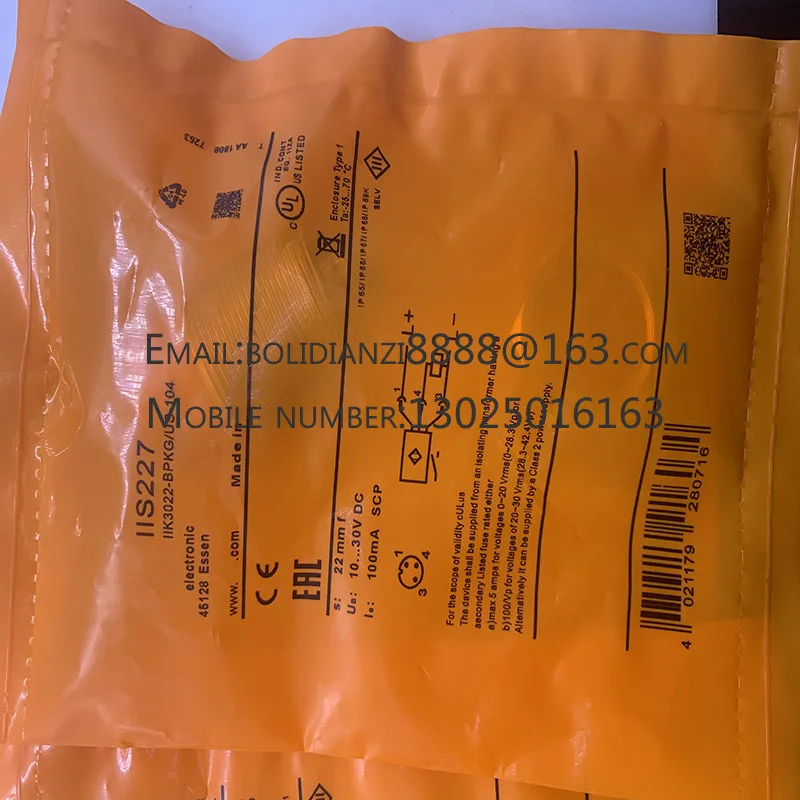 IIS227
IIK3022-BPKG/US-104
electronic
45128 Essen
www. .com Made in
T AA1808 7263
CE
EAC
IND.CONT
EQ. 112A
C UL US LISTED
Enclosure Type 1
Ta:-25...70 °C
S: 22 mm f
UB: 10...30V DC
Ie: 100mA SCP
IP 65/IP 66/IP 67/IP 68/IP 69K
SELV
1
4
3
1
4
3
L+
L−
For the scope of validity cULus
The device shall be supplied from an isolating transformer having a
secondary Listed fuse rated either
a)max 5 amps for voltages 0~20 Vrms(0~28.3Vp)or
b)100/Vp for voltages of 20~30 Vrms(28.3~42.4Vp)
Alternatively it can be supplied by a Class 2 power supply.
4 021179 280716
Email:bolidianzi8888@163.com
Mobile number:13025016163